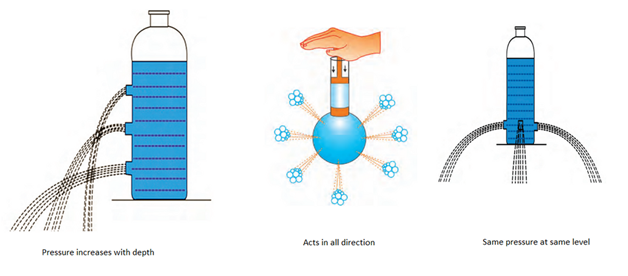 Pressure increases with depth
Acts in all direction
Same pressure at same level